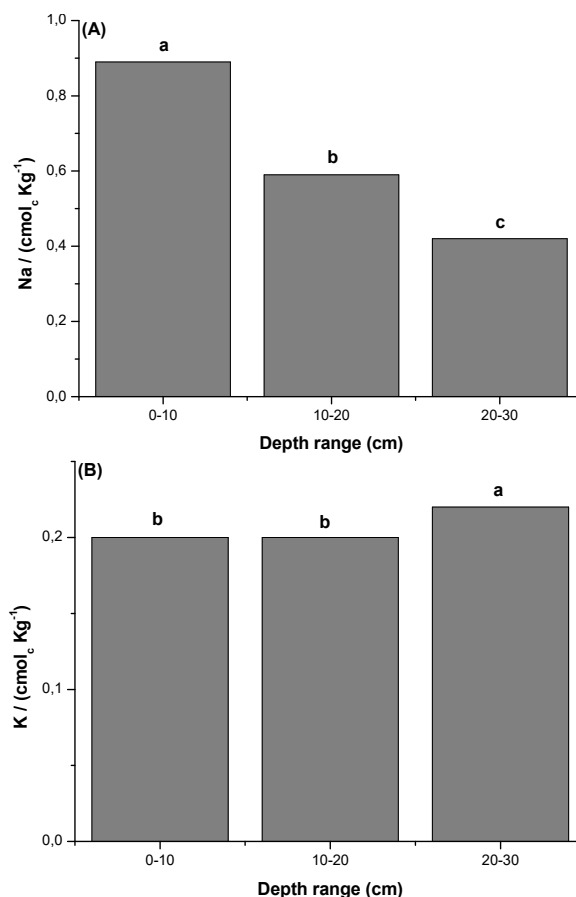 (A)
1,0
0,8
0,6
0,4
0,2
0,0
Na / (cmolc Kg-1)
a
b
c
0-10 10-20 20-30
Depth range (cm)
(B)
0,2
0,1
0,0
K / (cmolc Kg-1)
b b a
0-10 10-20 20-30
Depth range (cm)